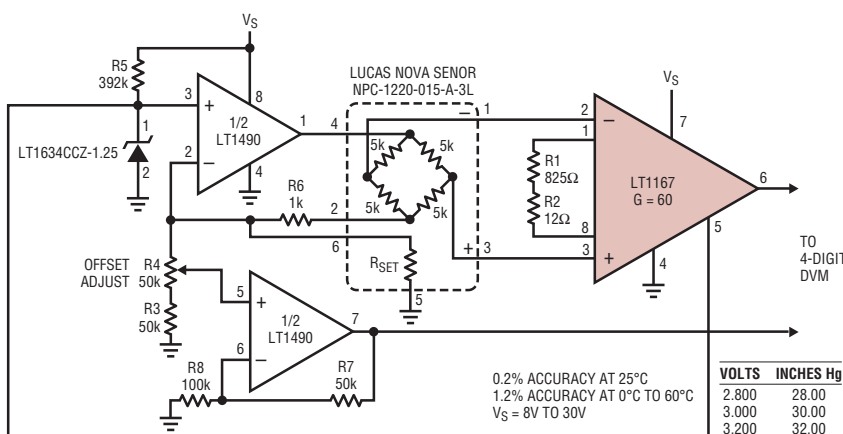 VS
R5
392k
LUCAS NOVA SENOR
NPC-1220-015-A-3L
3
+
8
1/2
LT1490
1
4
1
2
LT1634CCZ-1.25
2
–
4
5k
5k
5k
5k
–
1
+
3
R6
1k
2
6
RSET
5
VS
2
–
1
7
R1
825Ω
R2
12Ω
LT1167
G = 60
6
8
3
+
4
5
TO
4-DIGIT
DVM
OFFSET
ADJUST
R4
50k
R3
50k
5
+
1/2
LT1490
7
6
–
R8
100k
R7
50k
0.2% ACCURACY AT 25°C
1.2% ACCURACY AT 0°C TO 60°C
VS = 8V TO 30V
VOLTS INCHES Hg
2.800 28.00
3.000 30.00
3.200 32.00